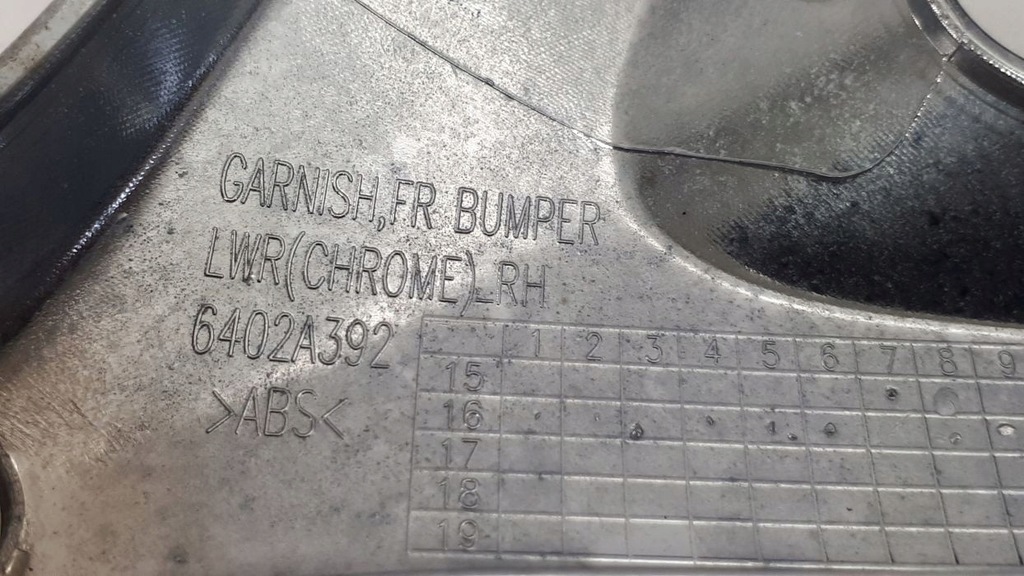 GARNISH,FR BUMPER
LWR(CHROME)_RH
6402A392
>ABS<
1 2 3 4 5 6 7 8 9
15
16
17
18
19